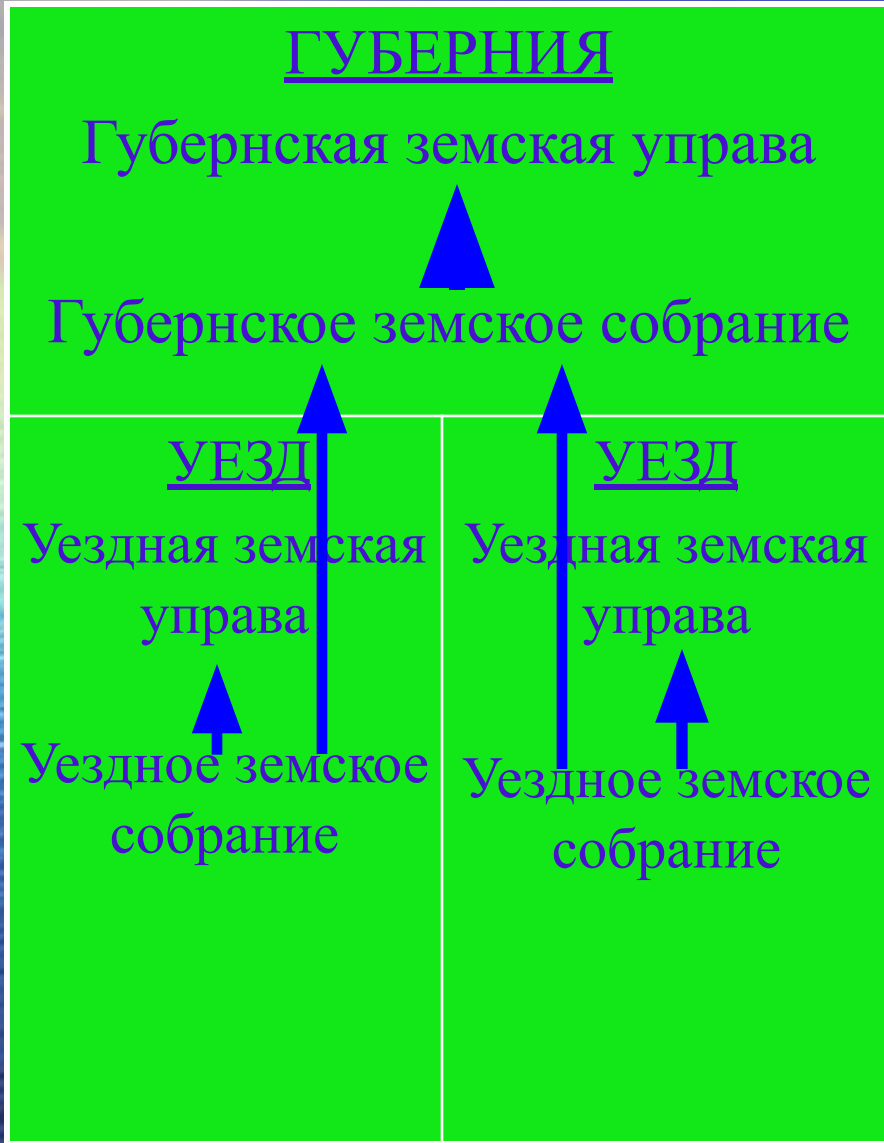 ГУБЕРНИЯ
Губернская земская управа
Губернское земское собрание
УЕЗД
Уездная земская
управа
Уездное земское
собрание
УЕЗД
Уездная земская
управа
Уездное земское
собрание